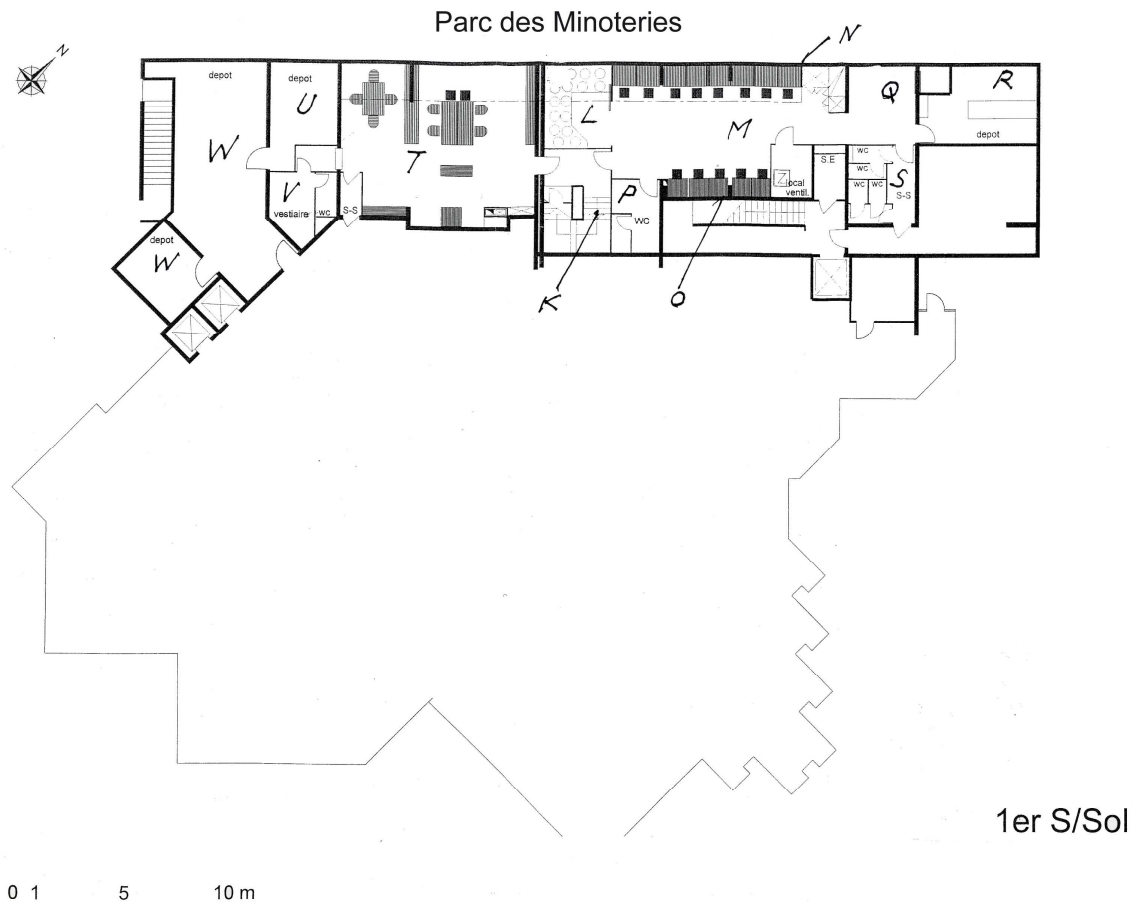 Parc des Minoteries
N
N
depot
depot
U
W
L
M
Q
R
depot
T
V
vestiaire
wc
S-S
P
WC
S.E
local
ventil.
wc
wc
wc
S
S-S
depot
W
K
O
1er S/Sol
0 1 5 10 m